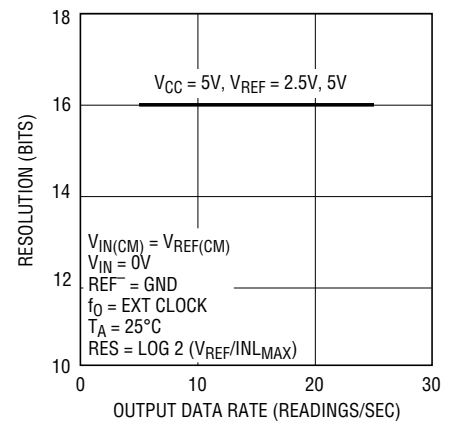 18
V_CC = 5V, V_REF = 2.5V, 5V
16
14
V_IN(CM) = V_REF(CM)
V_IN = 0V
REF⁻ = GND
12
f_O = EXT CLOCK
T_A = 25°C
RES = LOG 2 (V_REF/INL_MAX)
10
0 10 20 30
RESOLUTION (BITS)
OUTPUT DATA RATE (READINGS/SEC)